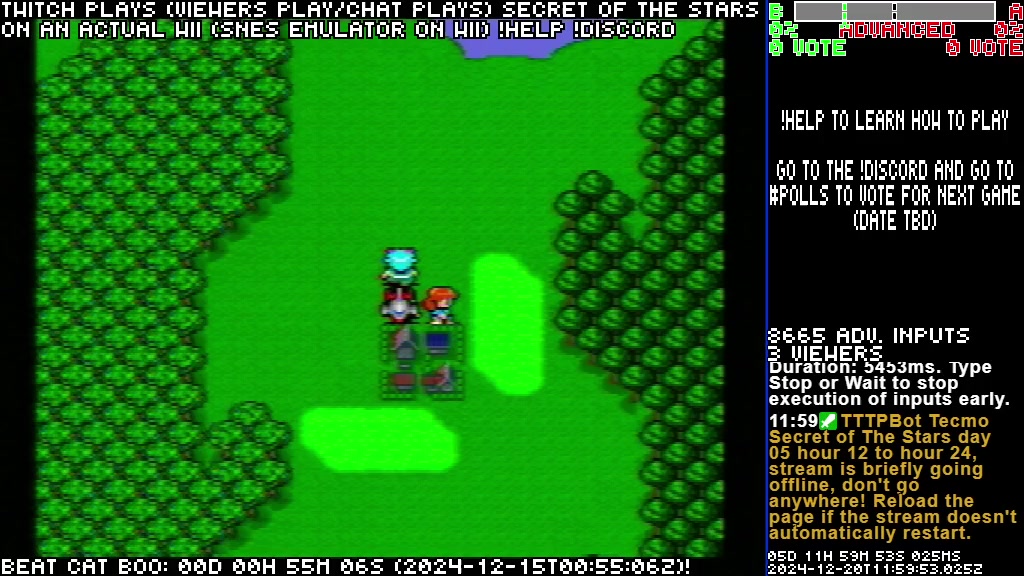 TWITCH PLAYS (VIEWERS PLAY/CHAT PLAYS) SECRET OF THE STARS
ON AN ACTUAL WII (SNES EMULATOR ON WII) !HELP !DISCORD
B A
0% ADVANCED 0%
0 VOTE 0 VOTE
!HELP TO LEARN HOW TO PLAY
GO TO THE !DISCORD AND GO TO
#POLLS TO VOTE FOR NEXT GAME
(DATE TBD)
8665 ADV. INPUTS
3 VIEWERS
Duration: 5453ms. Type
Stop or Wait to stop
execution of inputs early.
11:59 TTTPBot Tecmo
Secret of The Stars day
05 hour 12 to hour 24,
stream is briefly going
offline, don't go
anywhere! Reload the
page if the stream doesn't
automatically restart.
05D 11H 59M 53S 025MS
2024-12-20T11:59:53.025Z
BEAT CAT BOO: 00D 00H 55M 06S (2024-12-15T00:55:06Z)!